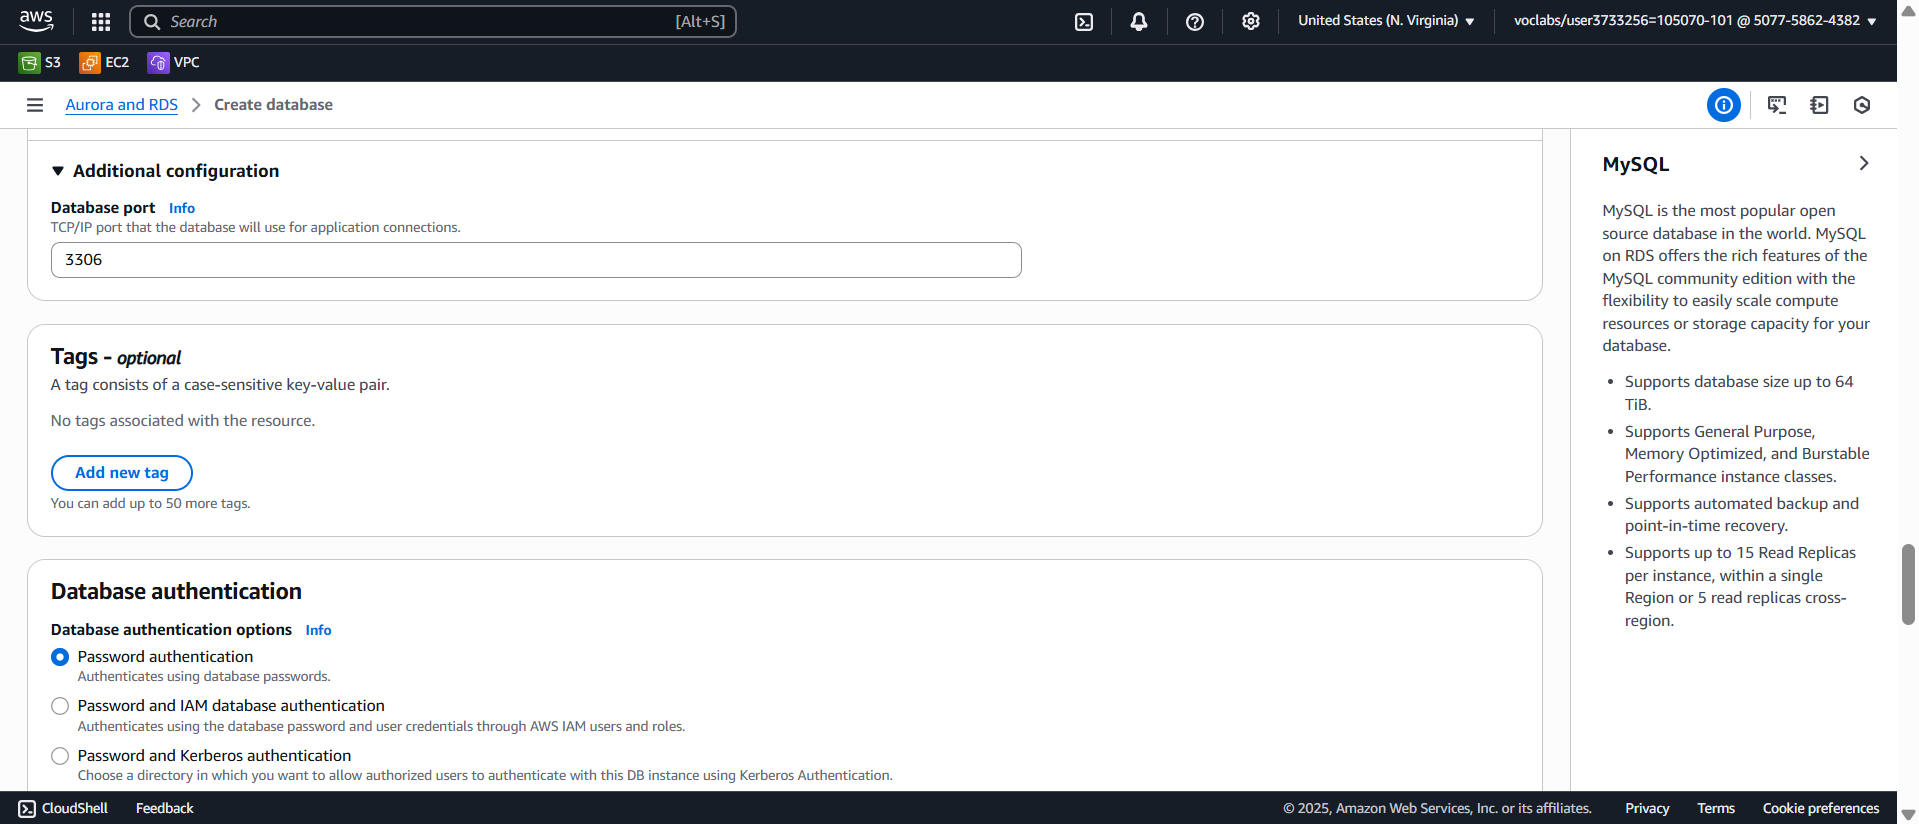 aws
Search
[Alt+S]
United States (N. Virginia)
voclabs/user3733256=105070-101 @ 5077-5862-4382
S3
EC2
VPC
Aurora and RDS
Create database
Additional configuration
Database port Info
TCP/IP port that the database will use for application connections.
3306
Tags - optional
A tag consists of a case-sensitive key-value pair.
No tags associated with the resource.
Add new tag
You can add up to 50 more tags.
Database authentication
Database authentication options Info
Password authentication
Authenticates using database passwords.
Password and IAM database authentication
Authenticates using the database password and user credentials through AWS IAM users and roles.
Password and Kerberos authentication
Choose a directory in which you want to allow authorized users to authenticate with this DB instance using Kerberos Authentication.
MySQL
MySQL is the most popular open
source database in the world. MySQL
on RDS offers the rich features of the
MySQL community edition with the
flexibility to easily scale compute
resources or storage capacity for your
database.
• Supports database size up to 64
TiB.
• Supports General Purpose,
Memory Optimized, and Burstable
Performance instance classes.
• Supports automated backup and
point-in-time recovery.
• Supports up to 15 Read Replicas
per instance, within a single
Region or 5 read replicas cross-
region.
CloudShell
Feedback
© 2025, Amazon Web Services, Inc. or its affiliates.
Privacy
Terms
Cookie preferences